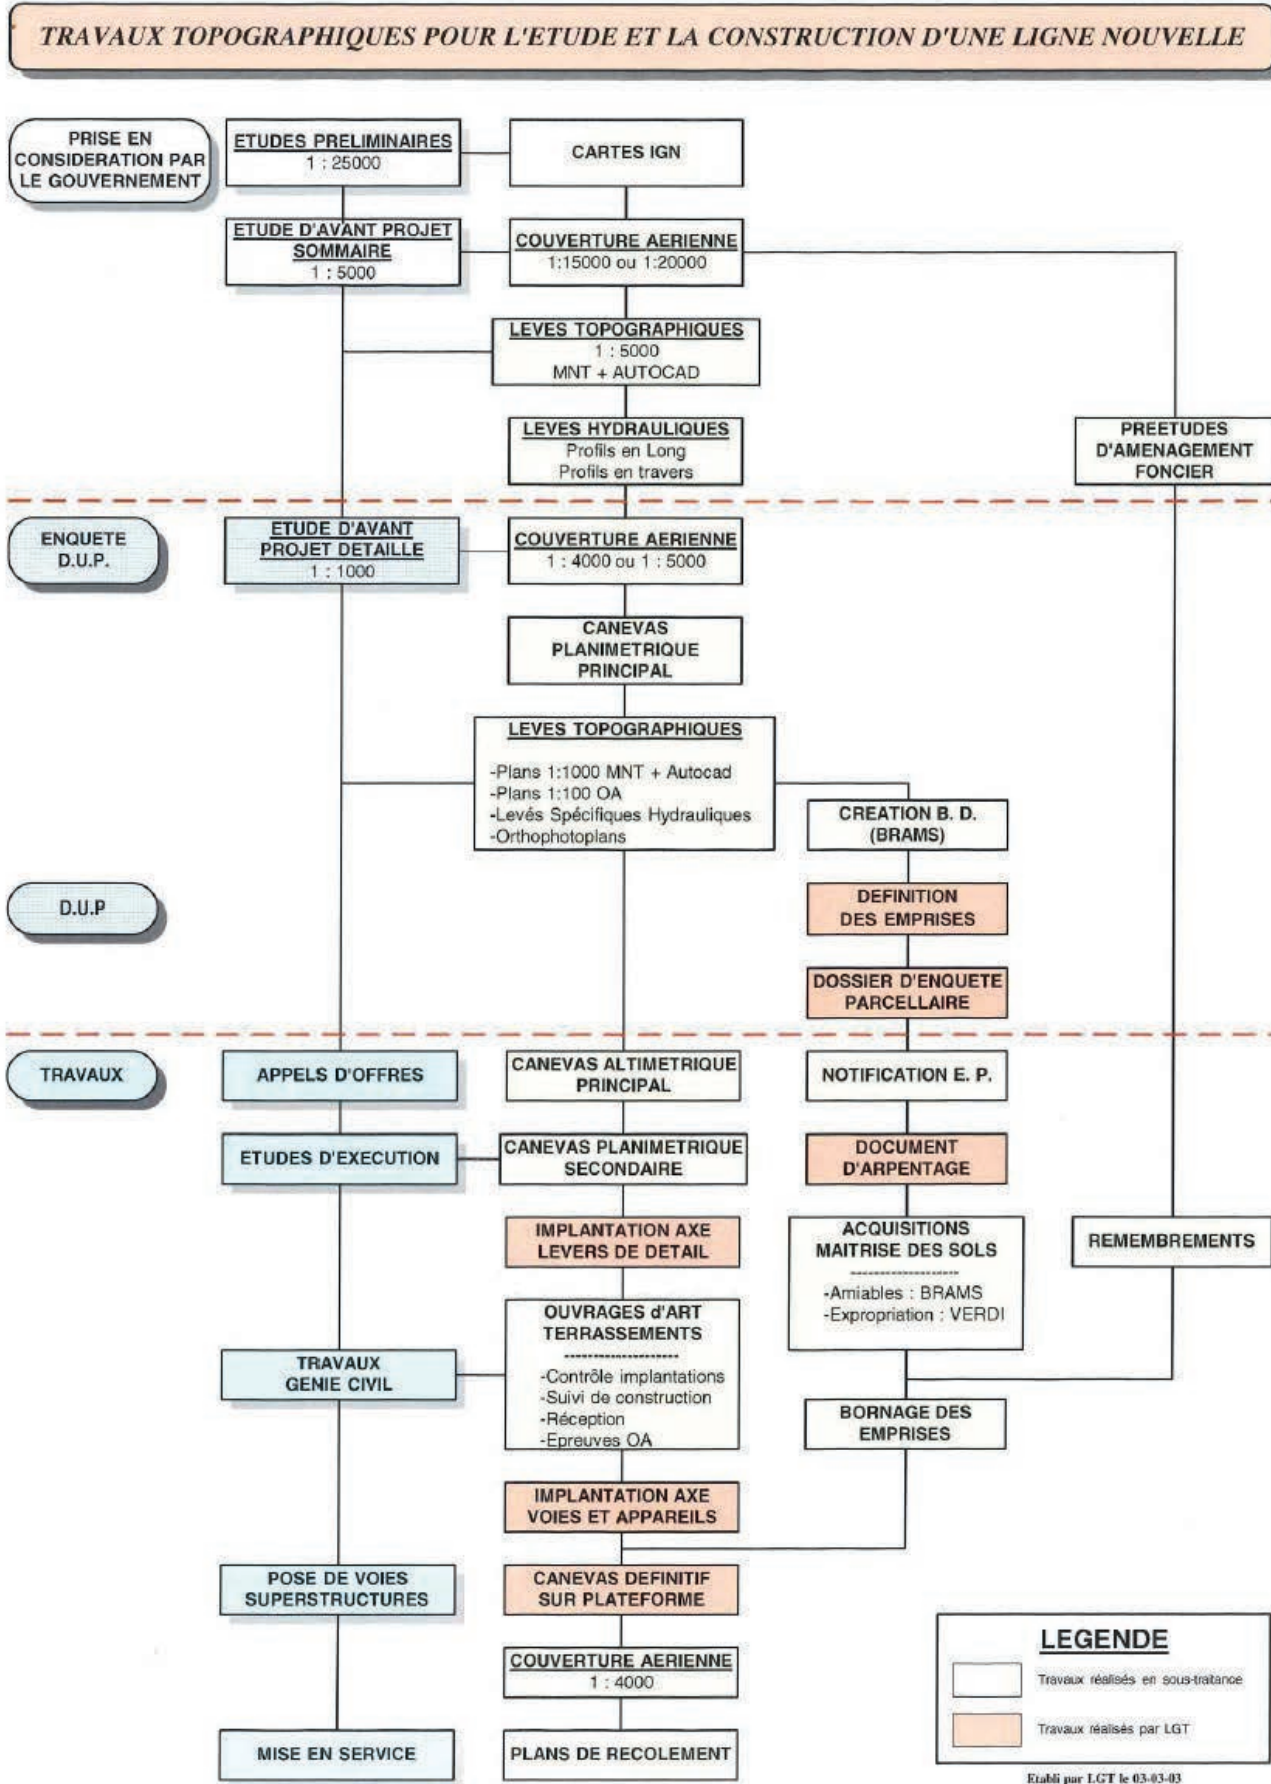 TRAVAUX TOPOGRAPHIQUES POUR L'ETUDE ET LA CONSTRUCTION D'UNE LIGNE NOUVELLE
PRISE EN
CONSIDERATION PAR
LE GOUVERNEMENT
ETUDES PRELIMINAIRES
1 : 25000
CARTES IGN
ETUDE D'AVANT PROJET
SOMMAIRE
1 : 5000
COUVERTURE AERIENNE
1:15000 ou 1:20000
LEVES TOPOGRAPHIQUES
1 : 5000
MNT + AUTOCAD
LEVES HYDRAULIQUES
Profils en Long
Profils en travers
PREETUDES
D'AMENAGEMENT
FONCIER
ENQUETE
D.U.P.
ETUDE D'AVANT
PROJET DETAILLE
1 : 1000
COUVERTURE AERIENNE
1 : 4000 ou 1 : 5000
CANEVAS
PLANIMETRIQUE
PRINCIPAL
LEVES TOPOGRAPHIQUES
-Plans 1:1000 MNT + Autocad
-Plans 1:100 OA
-Levés Spécifiques Hydrauliques
-Orthophotoplans
CREATION B. D.
(BRAMS)
D.U.P
DEFINITION
DES EMPRISES
DOSSIER D'ENQUETE
PARCELLAIRE
TRAVAUX
APPELS D'OFFRES
CANEVAS ALTIMETRIQUE
PRINCIPAL
NOTIFICATION E. P.
ETUDES D'EXECUTION
CANEVAS PLANIMETRIQUE
SECONDAIRE
DOCUMENT
D'ARPENTAGE
IMPLANTATION AXE
LEVERS DE DETAIL
ACQUISITIONS
MAITRISE DES SOLS
--------------------
-Amiables : BRAMS
-Expropriation : VERDI
REMEMBREMENTS
OUVRAGES d'ART
TERRASSEMENTS
--------------------
-Contrôle implantations
-Suivi de construction
-Réception
-Epreuves OA
TRAVAUX
GENIE CIVIL
BORNAGE DES
EMPRISES
IMPLANTATION AXE
VOIES ET APPAREILS
POSE DE VOIES
SUPERSTRUCTURES
CANEVAS DEFINITIF
SUR PLATEFORME
COUVERTURE AERIENNE
1 : 4000
MISE EN SERVICE
PLANS DE RECOLEMENT
LEGENDE
Travaux réalisés en sous-traitance
Travaux réalisés par LGT
Etabli par LGT le 03-03-03